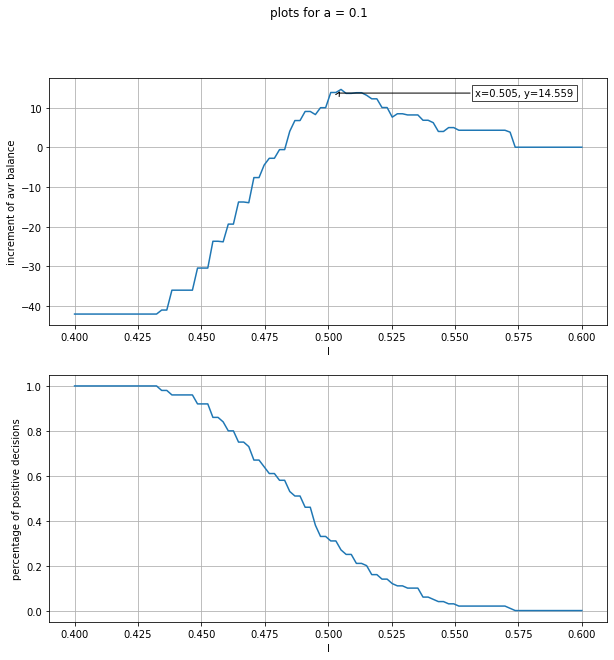 plots for a = 0.1
x=0.505, y=14.559
increment of avr balance
10
0
−10
−20
−30
−40
0.400 0.425 0.450 0.475 0.500 0.525 0.550 0.575 0.600
l
percentage of positive decisions
1.0
0.8
0.6
0.4
0.2
0.0
0.400 0.425 0.450 0.475 0.500 0.525 0.550 0.575 0.600
l